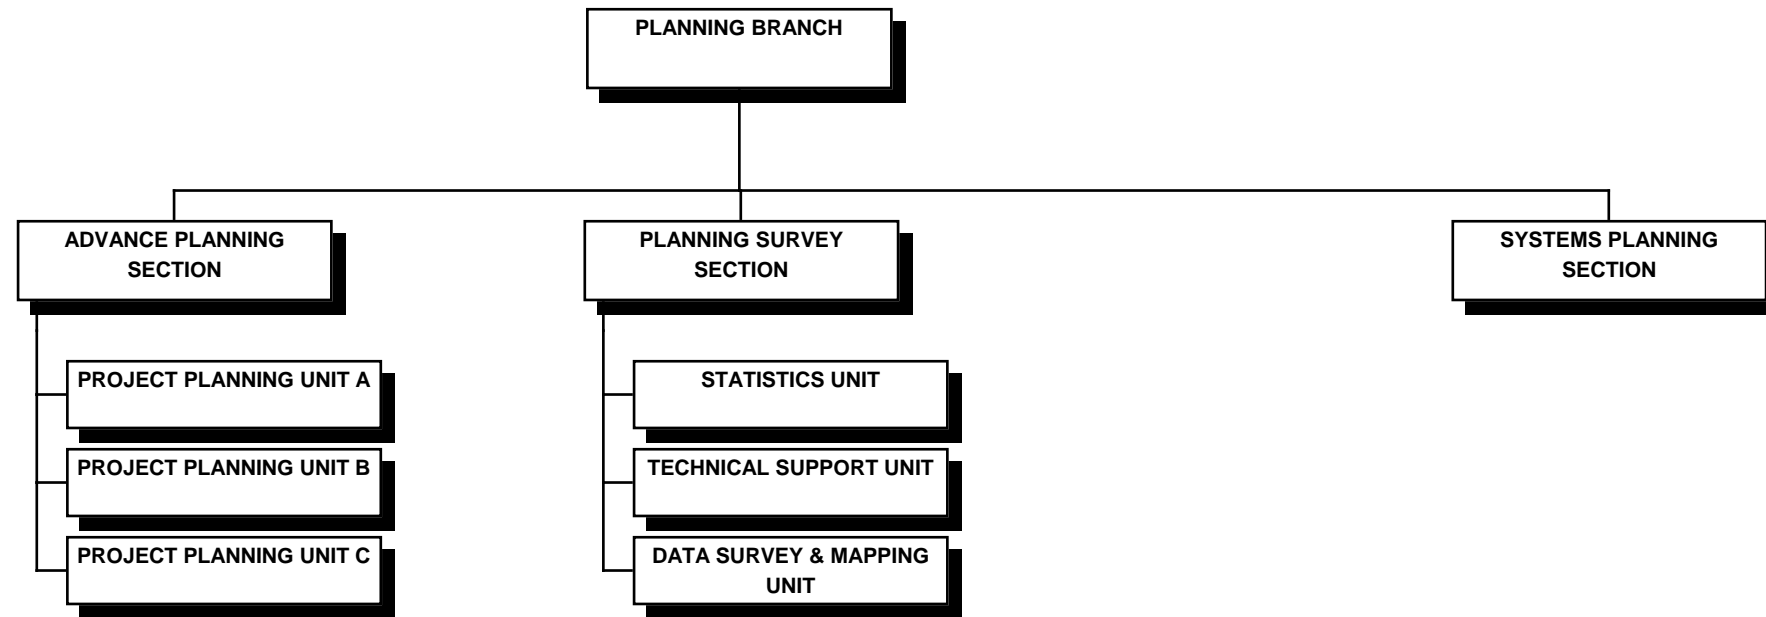 PLANNING BRANCH
ADVANCE PLANNING
SECTION
PLANNING SURVEY
SECTION
SYSTEMS PLANNING
SECTION
PROJECT PLANNING UNIT A
PROJECT PLANNING UNIT B
PROJECT PLANNING UNIT C
STATISTICS UNIT
TECHNICAL SUPPORT UNIT
DATA SURVEY & MAPPING
UNIT